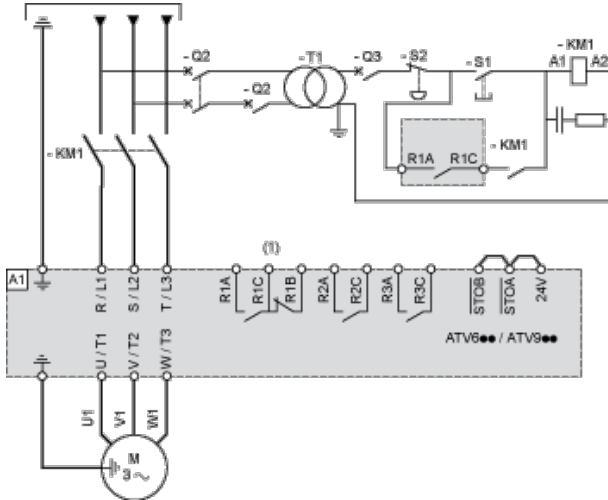 - Q2
- T1
- Q3
- S2
- S1
- KM1
A1 A2
- Q2
- KM1
R1A R1C
- KM1
(1)
A1
R / L1
S / L2
T / L3
R1A
R1C
R1B
R2A
R2C
R3A
R3C
STOB
STOA
24V
ATV6●● / ATV9●●
U / T1
V / T2
W / T3
U1
V1
W1
M
3 ~